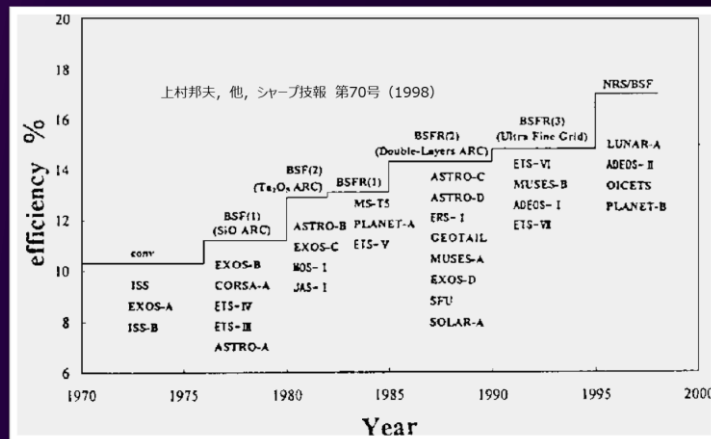 上村邦夫, 他, シャープ技報 第70号 (1998)
efficiency %
20
18
16
14
12
10
8
6
conv
ISS
EXOS-A
ISS-B
BSF(1)
(SiO ARC)
EXOS-B
CORSA-A
ETS-IV
ETS-III
ASTRO-A
BSF(2)
(Ta₂O₅ ARC)
ASTRO-B
EXOS-C
MOS-I
JAS-I
BSFR(1)
MS-T5
PLANET-A
ETS-V
BSFR(2)
(Double-Layers ARC)
ASTRO-C
ASTRO-D
ERS-I
GEOTAIL
MUSES-A
EXOS-D
SFU
SOLAR-A
BSFR(3)
(Ultra Fine Grid)
ETS-VI
MUSES-B
ADEOS-I
ETS-VII
NRS/BSF
LUNAR-A
ADEOS-II
OICETS
PLANET-B
1970
1975
1980
1985
1990
1995
2000
Year